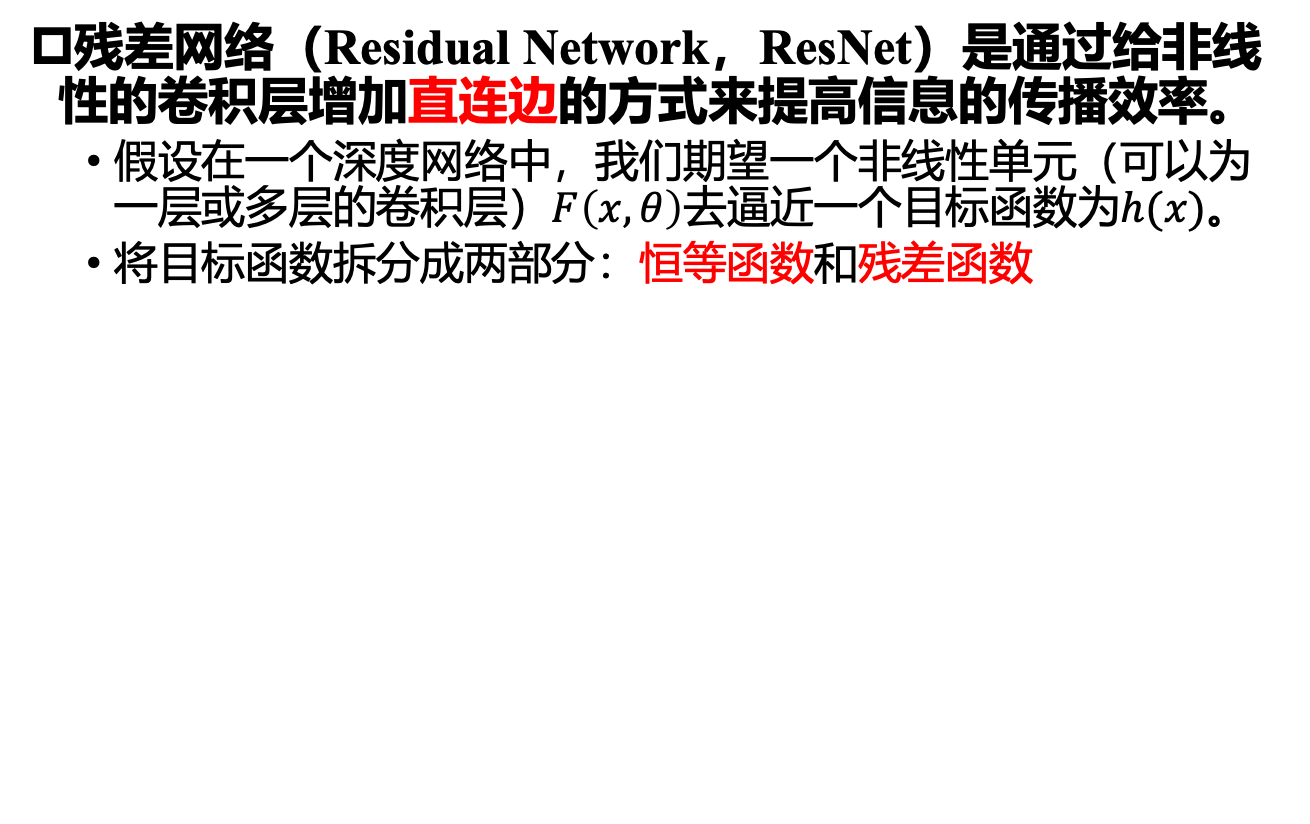 □残差网络（Residual Network，ResNet）是通过给非线
性的卷积层增加直连边的方式来提高信息的传播效率。
• 假设在一个深度网络中，我们期望一个非线性单元（可以为
一层或多层的卷积层）F(x,θ)去逼近一个目标函数为h(x)。
• 将目标函数拆分成两部分：恒等函数和残差函数